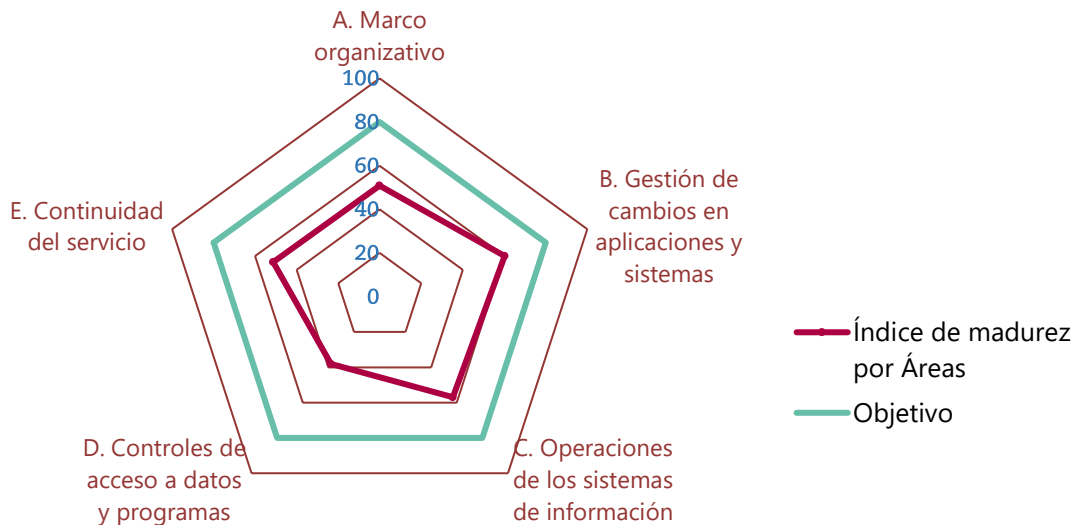 A. Marco
organizativo
100
80
60
40
20
0
B. Gestión de
cambios en
aplicaciones y
sistemas
C. Operaciones
de los sistemas
de información
D. Controles de
acceso a datos
y programas
E. Continuidad
del servicio
Índice de madurez
por Áreas
Objetivo